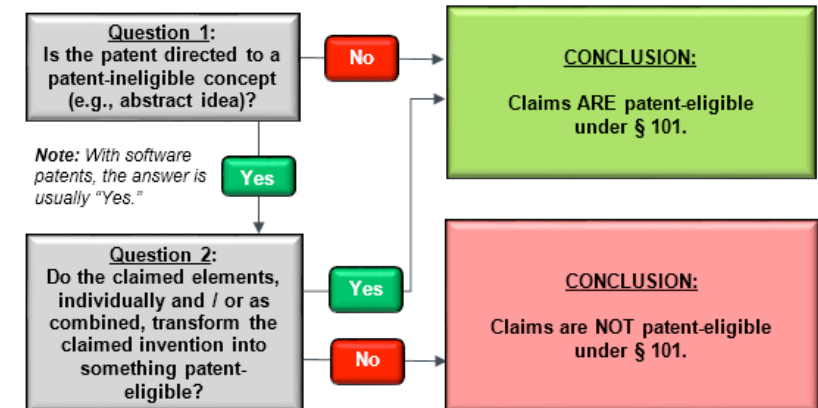 Question 1:
Is the patent directed to a
patent-ineligible concept
(e.g., abstract idea)?
No
CONCLUSION:
Claims ARE patent-eligible
under § 101.
Note: With software
patents, the answer is
usually “Yes.”
Yes
Question 2:
Do the claimed elements,
individually and / or as
combined, transform the
claimed invention into
something patent-
eligible?
Yes
No
CONCLUSION:
Claims are NOT patent-eligible
under § 101.